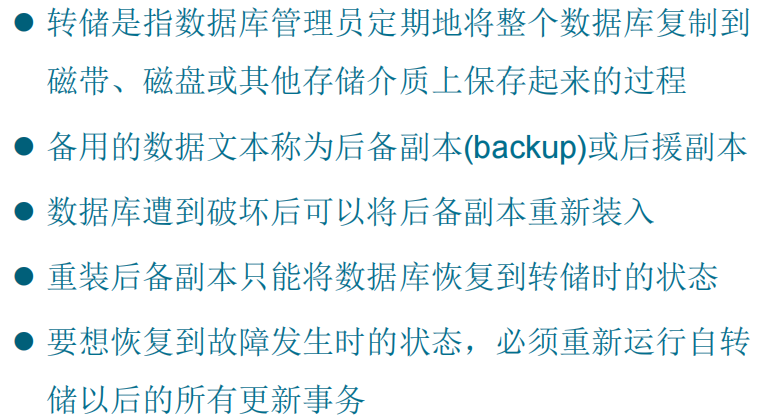 ● 转储是指数据库管理员定期地将整个数据库复制到
磁带、磁盘或其他存储介质上保存起来的过程
● 备用的数据文本称为后备副本(backup)或后援副本
● 数据库遭到破坏后可以将后备副本重新装入
● 重装后备副本只能将数据库恢复到转储时的状态
● 要想恢复到故障发生时的状态，必须重新运行自转
储以后的所有更新事务